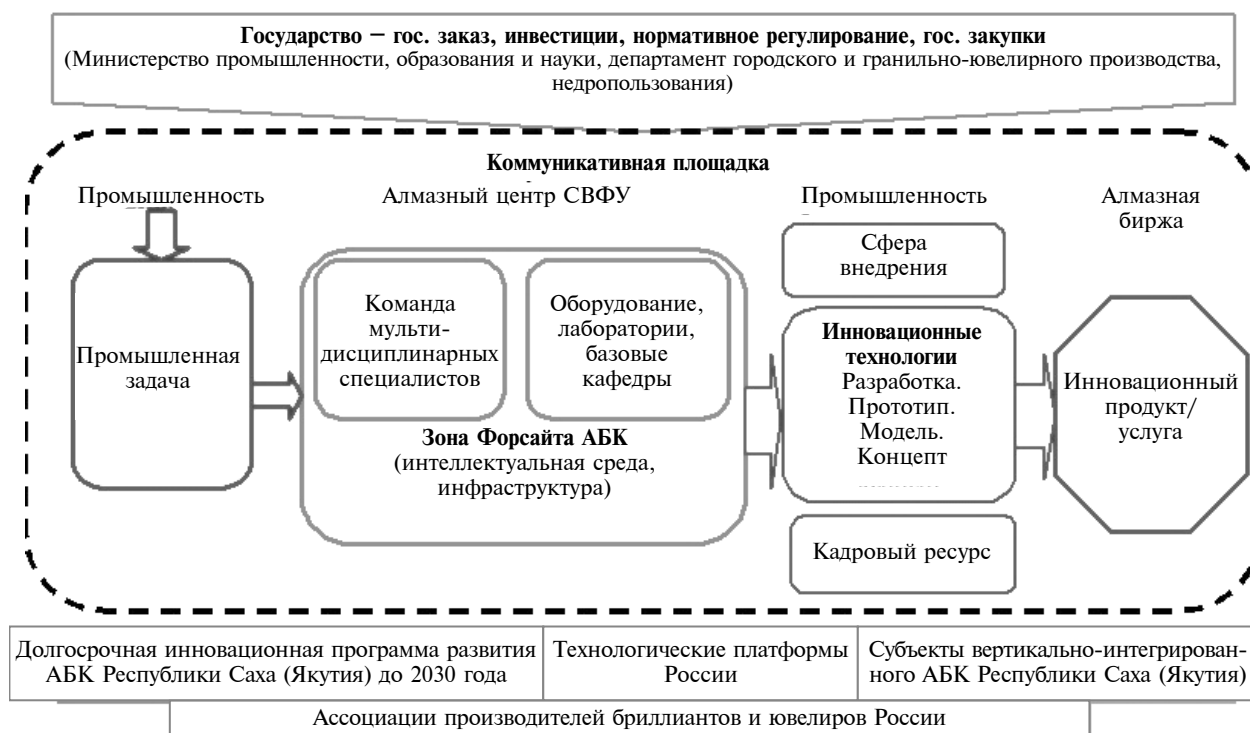 Государство – гос. заказ, инвестиции, нормативное регулирование, гос. закупки
(Министерство промышленности, образования и науки, департамент городского и гранильно-ювелирного производства,
недропользования)
Коммуникативная площадка
Промышленность
Алмазный центр СВФУ
Промышленность
Алмазная
биржа
Промышленная
задача
Команда
мульти-
дисциплинарных
специалистов
Оборудование,
лаборатории,
базовые
кафедры
Зона Форсайта АБК
(интеллектуальная среда,
инфраструктура)
Сфера
внедрения
Инновационные
технологии
Разработка.
Прототип.
Модель.
Концепт
Кадровый ресурс
Инновационный
продукт/
услуга
Долгосрочная инновационная программа развития
АБК Республики Саха (Якутия) до 2030 года
Технологические платформы
России
Субъекты вертикально-интегрирован-
ного АБК Республики Саха (Якутия)
Ассоциации производителей бриллиантов и ювелиров России